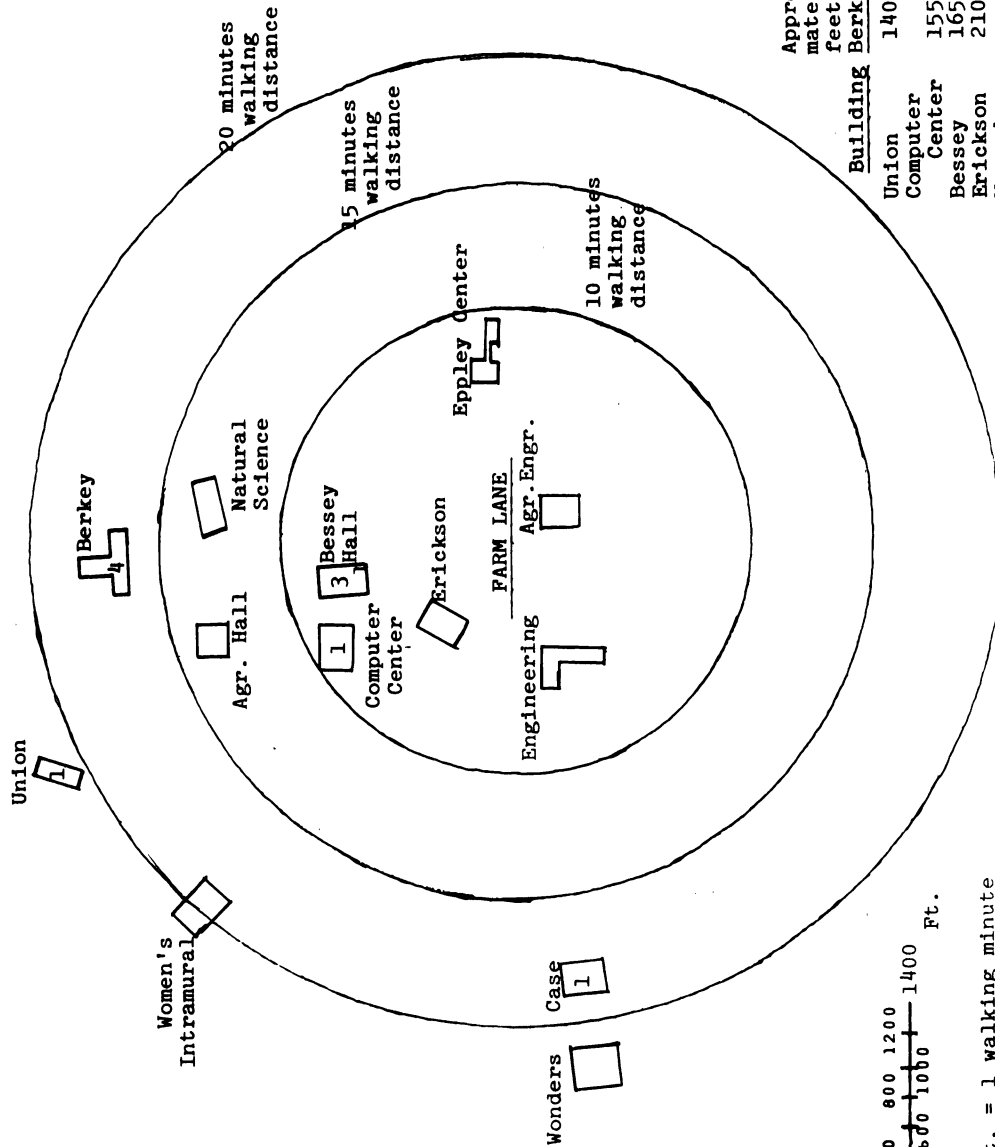 20 minutes
walking
distance
15 minutes
walking
distance
10 minutes
walking
distance
Union
1
Berkey
4
Natural
Science
Agr. Hall
Bessey
Hall
3
1
Computer
Center
Erickson
Eppley Center
FARM LANE
Agr.Engr.
Engineering
Women's
Intramural
Case
1
Wonders
feet
Building Berk
Union 140
Computer
Center 155
Bessey 165
Erickson 210
800 1200
1000 1400
Ft.
= 1 walking minute